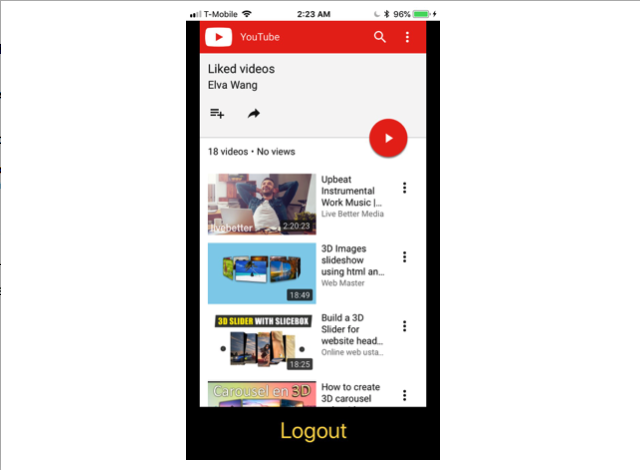 T-Mobile 2:23 AM 96%
YouTube
Liked videos
Elva Wang
18 videos • No views
livebetter
2:20:23
Upbeat
Instrumental
Work Music |...
Live Better Media
18:49
3D Images
slideshow
using html an...
Web Master
3D SLIDER WITH SLICEBOX
18:25
Build a 3D
Slider for
website head...
Online web usta...
Carousel en 3D
How to create
3D carousel
Logout